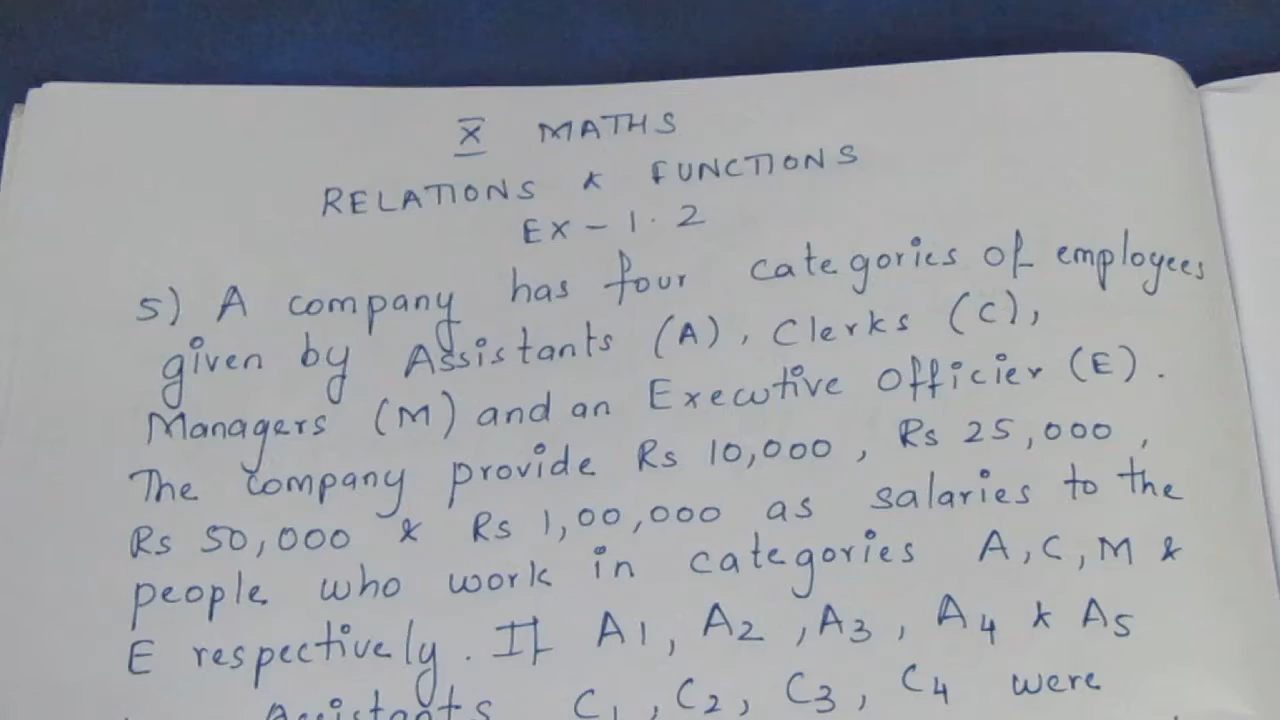 X MATHS
RELATIONS & FUNCTIONS
EX - 1.2
5) A company has four categories of employees
given by Assistants (A), Clerks (C),
Managers (M) and an Executive Officier (E).
The company provide Rs 10,000, Rs 25,000,
Rs 50,000 & Rs 1,00,000 as salaries to the
people who work in categories A, C, M &
E respectively. If A1, A2, A3, A4 & A5
Assistants C1, C2, C3, C4 were